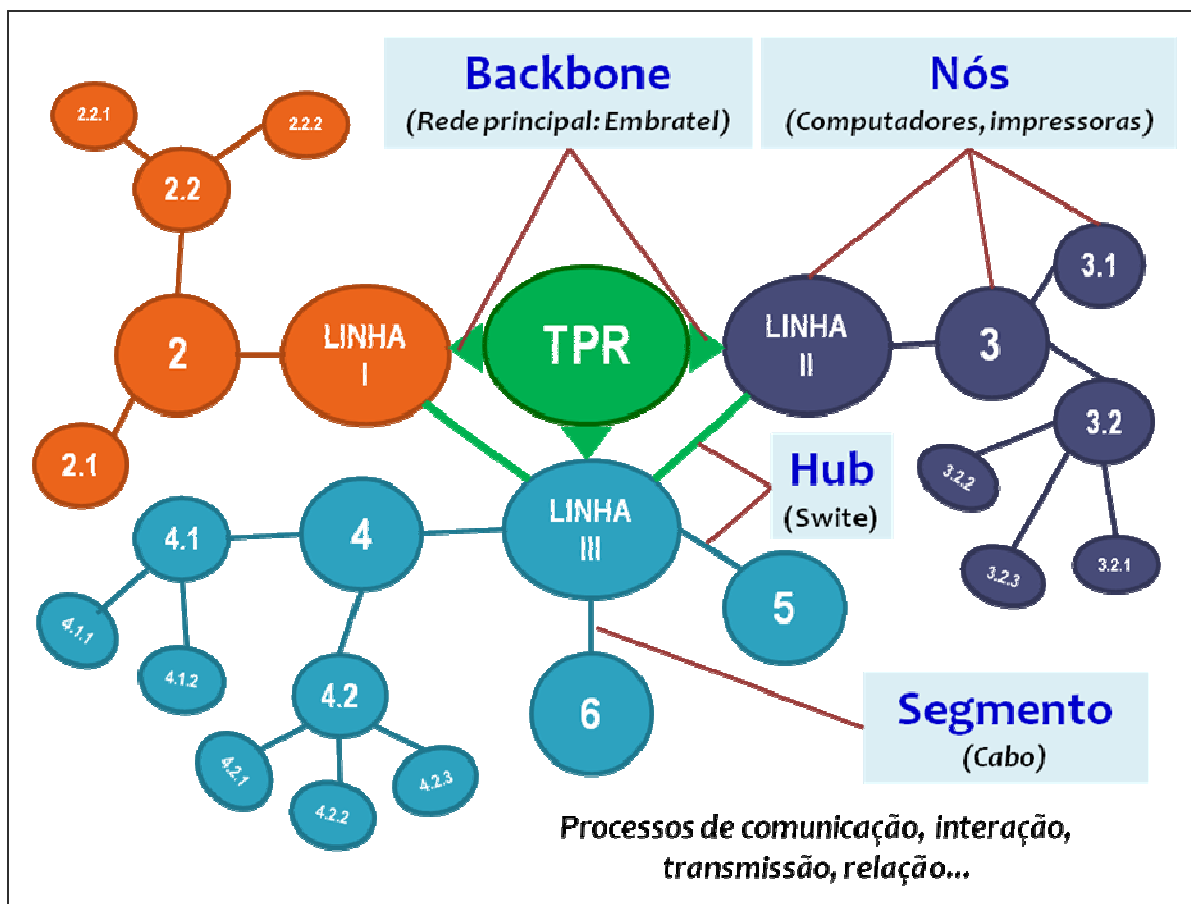 Backbone
(Rede principal: Embratel)
Nós
(Computadores, impressoras)
2.2.1
2.2.2
2.2
2
2.1
LINHA
I
TPR
LINHA
II
3
3.1
3.2
3.2.2
3.2.3
3.2.1
Hub
(Swite)
LINHA
III
4
4.1
4.1.1
4.1.2
4.2
4.2.1
4.2.2
4.2.3
5
6
Segmento
(Cabo)
Processos de comunicação, interação,
transmissão, relação...